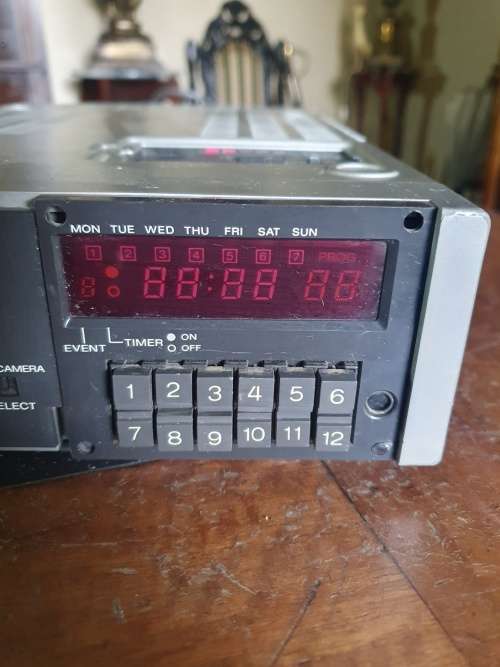 MON TUE WED THU FRI SAT SUN
1 2 3 4 5 6 7 PROG
8 88:88 88
EVENT TIMER ON
OFF
CAMERA
ELECT
1 2 3 4 5 6
7 8 9 10 11 12